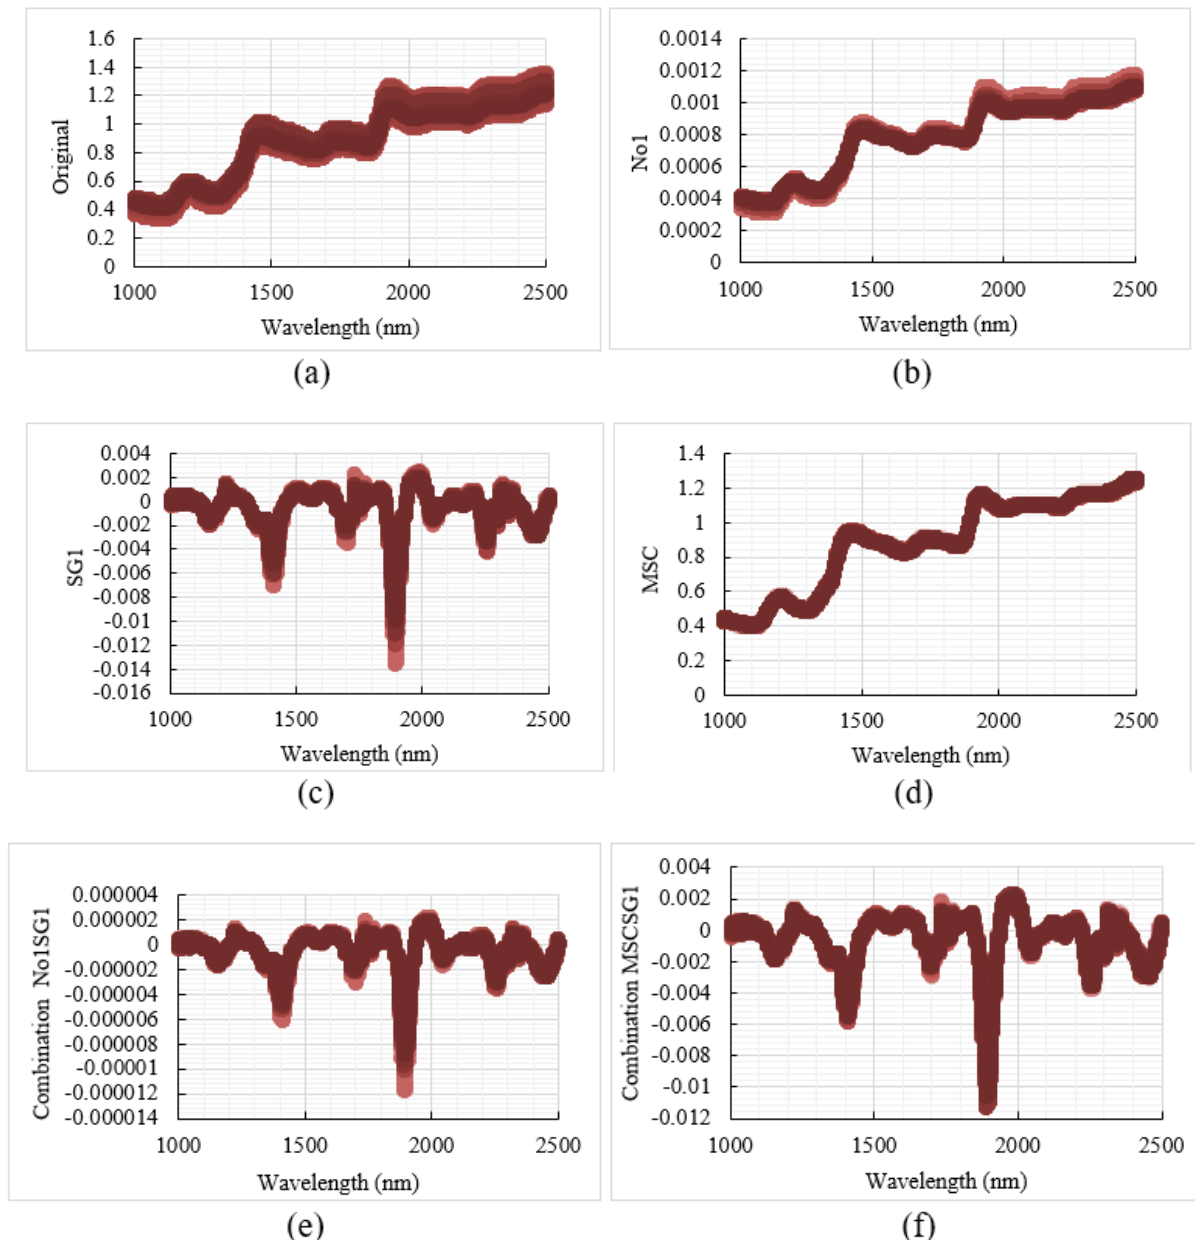 1.6
1.4
1.2
1
0.8
0.6
0.4
0.2
0
Original
1000 1500 2000 2500
Wavelength (nm)
(a)
0.0014
0.0012
0.001
0.0008
0.0006
0.0004
0.0002
0
No1
1000 1500 2000 2500
Wavelength (nm)
(b)
0.004
0.002
0
-0.002
-0.004
-0.006
-0.008
-0.01
-0.012
-0.014
-0.016
SG1
1000 1500 2000 2500
Wavelength (nm)
(c)
1.4
1.2
1
0.8
0.6
0.4
0.2
0
MSC
1000 1500 2000 2500
Wavelength (nm)
(d)
0.000004
0.000002
0
-0.000002
-0.000004
-0.000006
-0.000008
-0.00001
-0.000012
-0.000014
Combination No1SG1
1000 1500 2000 2500
Wavelength (nm)
(e)
0.004
0.002
0
-0.002
-0.004
-0.006
-0.008
-0.01
-0.012
Combination MSCSG1
1000 1500 2000 2500
Wavelength (nm)
(f)